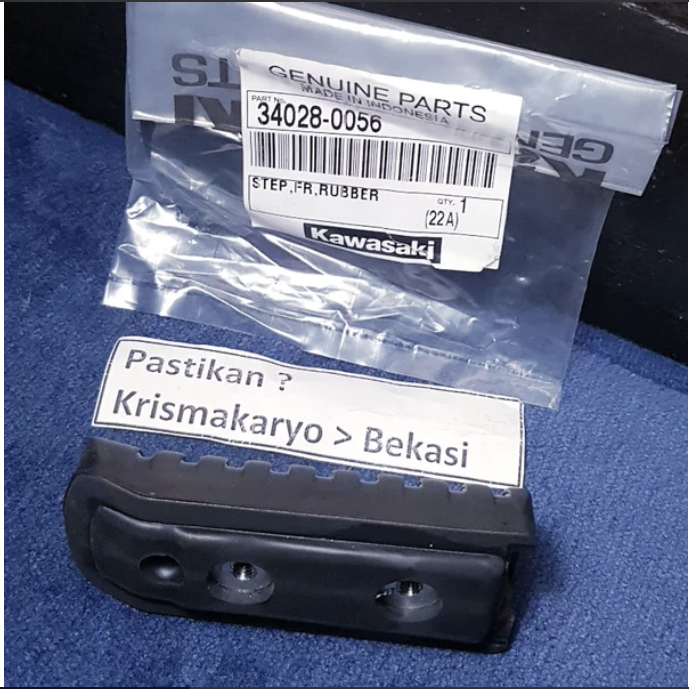 GENUINE PARTS
MADE IN INDONESIA
PART No.
34028-0056
STEP,FR,RUBBER
QTY. 1
(22A)
Kawasaki
Pastikan ?
Krismakaryo > Bekasi